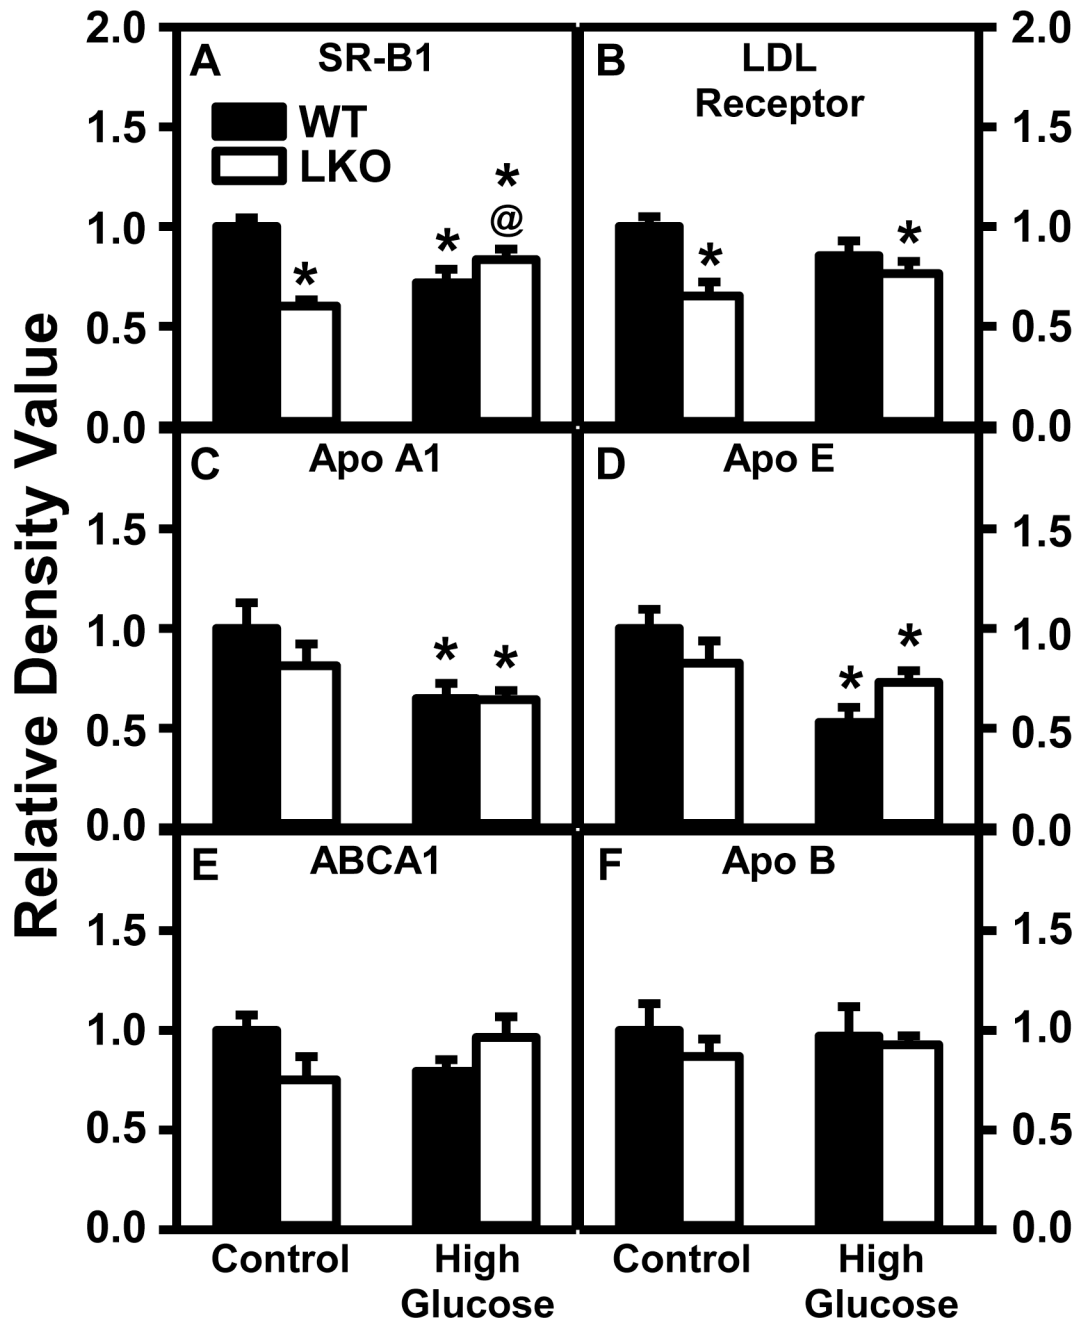 Relative Density Value
2.0
1.5
1.0
0.5
0.0
A
SR-B1
WT
LKO
*
*
*
@
B
LDL
Receptor
*
*
2.0
1.5
1.0
0.5
0.0
1.5
1.0
0.5
0.0
C
Apo A1
*
*
D
Apo E
*
*
1.5
1.0
0.5
0.0
1.5
1.0
0.5
0.0
E
ABCA1
F
Apo B
1.5
1.0
0.5
0.0
Control
High
Glucose
Control
High
Glucose